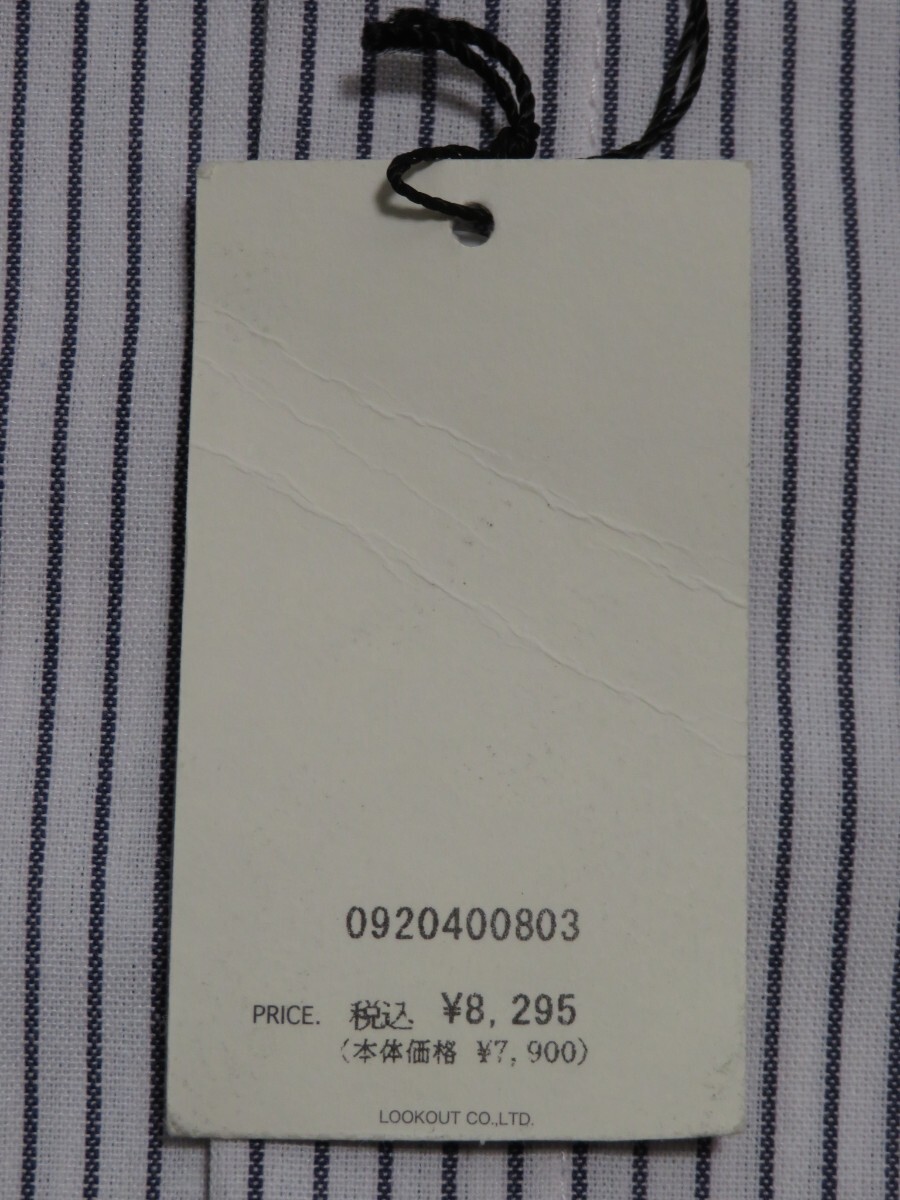 0920400803
PRICE. 税込 ¥8,295
(本体価格 ¥7,900)
LOOKOUT CO.,LTD.